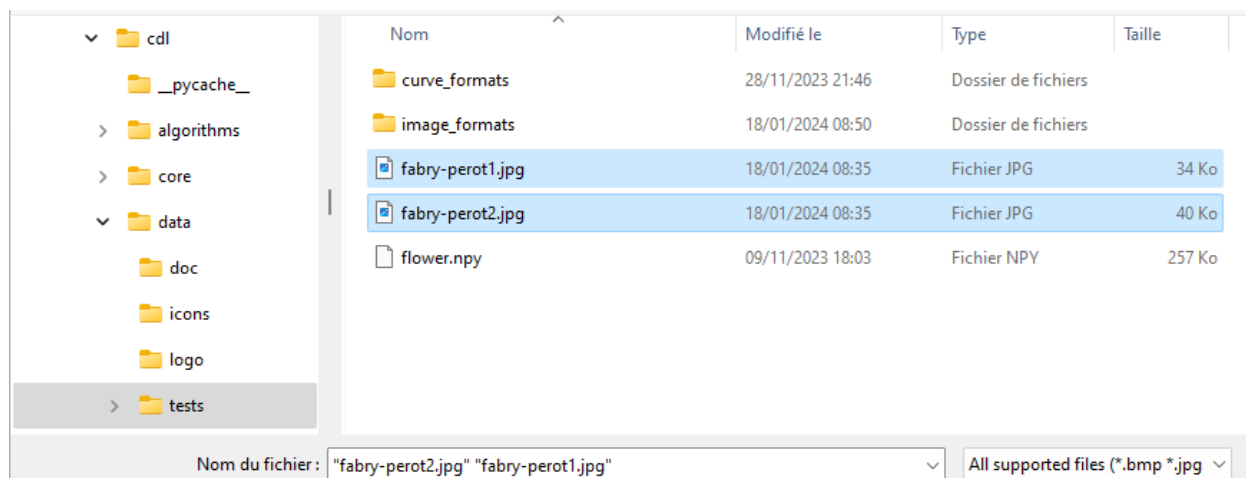 cdl
__pycache__
algorithms
core
data
doc
icons
logo
tests
Nom Modifié le Type Taille
curve_formats 28/11/2023 21:46 Dossier de fichiers
image_formats 18/01/2024 08:50 Dossier de fichiers
fabry-perot1.jpg 18/01/2024 08:35 Fichier JPG 34 Ko
fabry-perot2.jpg 18/01/2024 08:35 Fichier JPG 40 Ko
flower.npy 09/11/2023 18:03 Fichier NPY 257 Ko
Nom du fichier : "fabry-perot2.jpg" "fabry-perot1.jpg" All supported files (*.bmp *.jpg